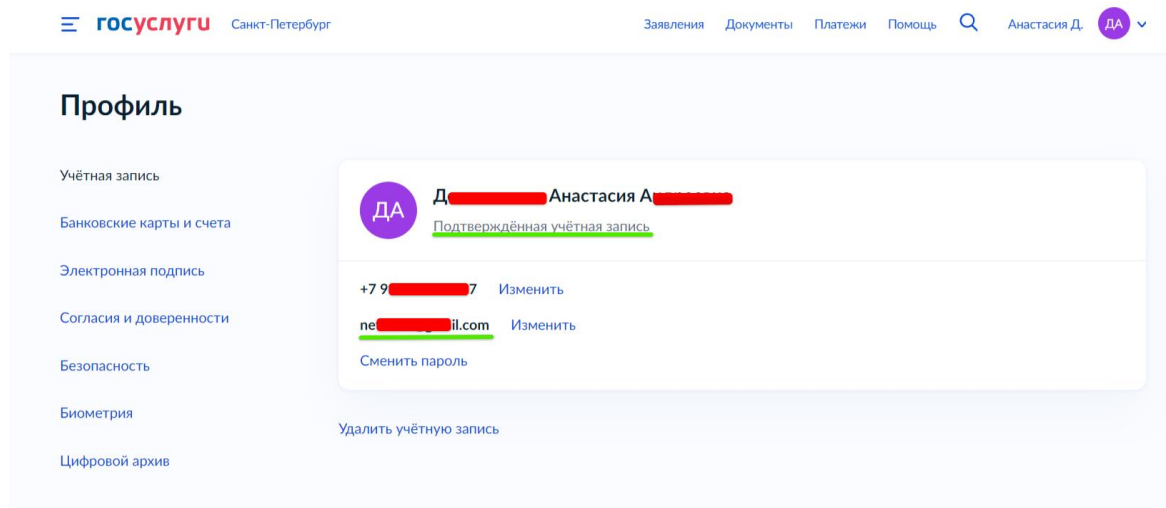 госуслуги Санкт-Петербург Заявления Документы Платежи Помощь Анастасия Д. ДА
Профиль
Учётная запись
Банковские карты и счета
Электронная подпись
Согласия и доверенности
Безопасность
Биометрия
Цифровой архив
ДА
Д Анастасия А
Подтверждённая учётная запись
+7 9 7 Изменить
ne il.com Изменить
Сменить пароль
Удалить учётную запись